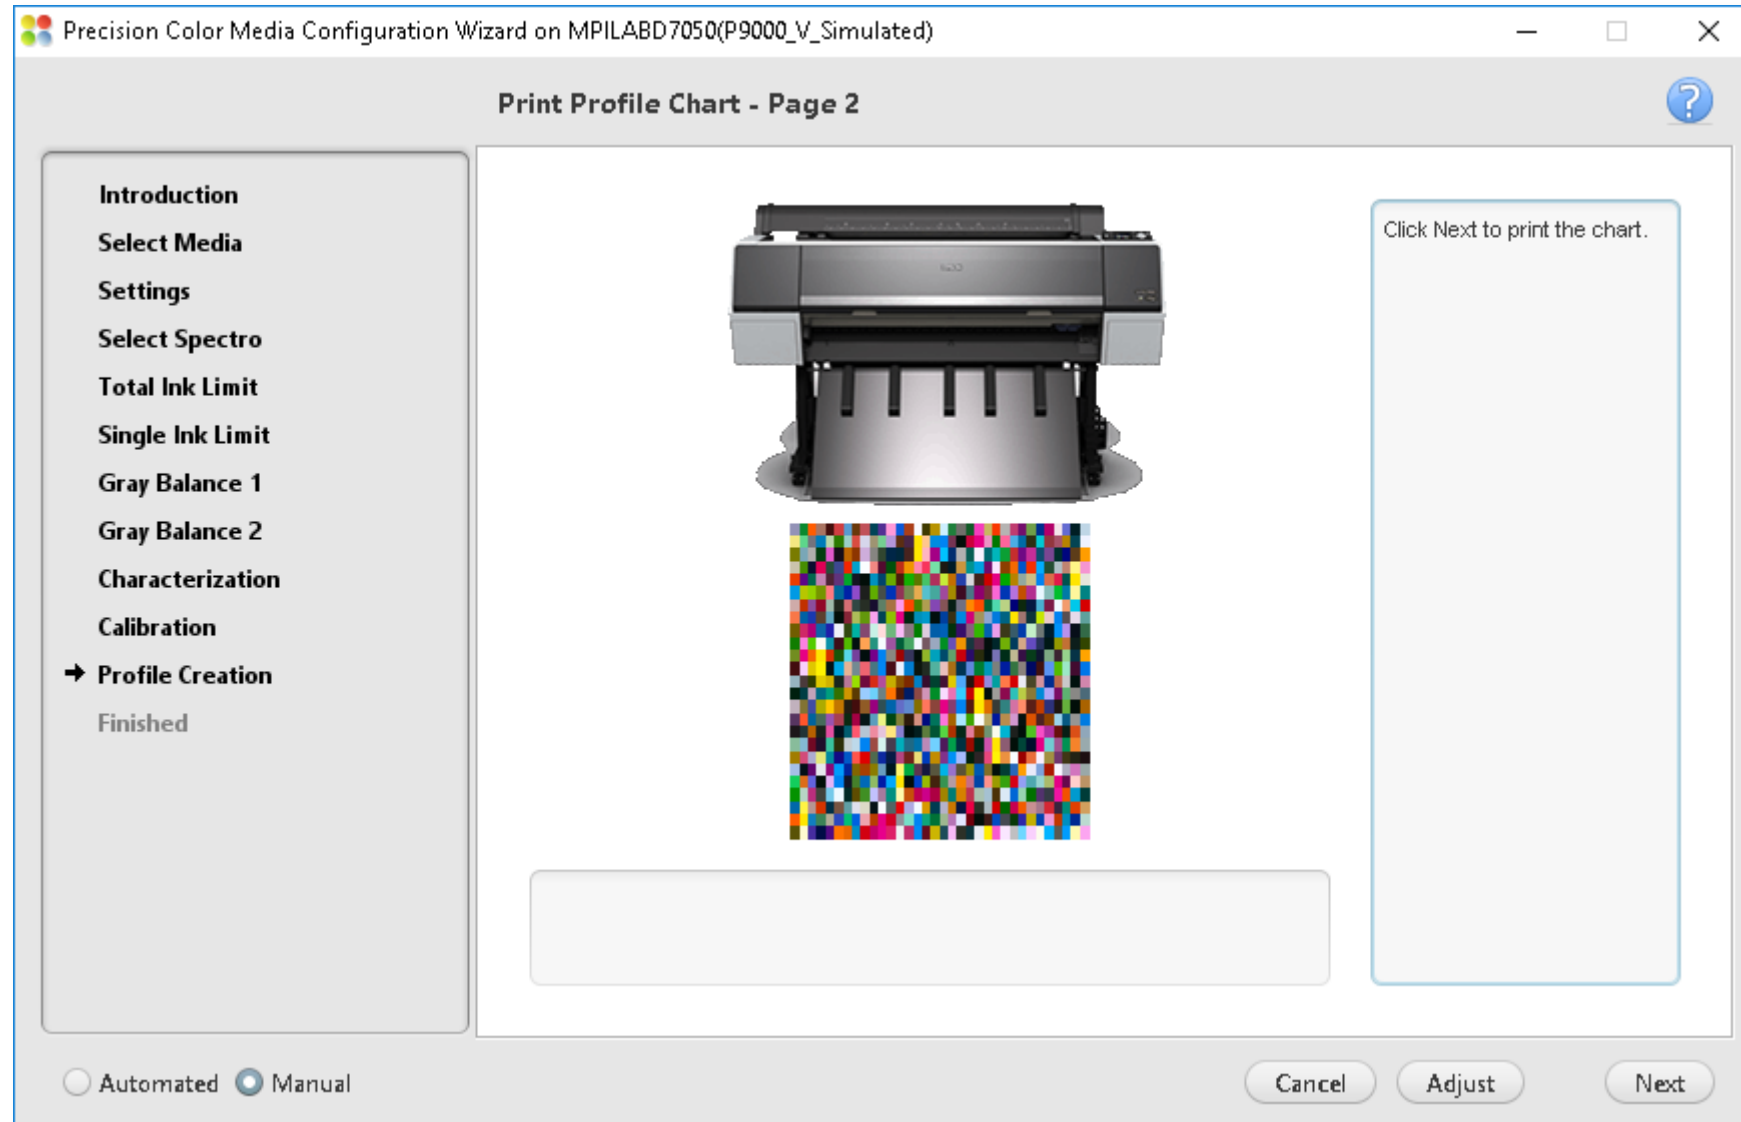 Precision Color Media Configuration Wizard on MPILABD7050(P9000_V_Simulated)
Print Profile Chart - Page 2
Introduction
Select Media
Settings
Select Spectro
Total Ink Limit
Single Ink Limit
Gray Balance 1
Gray Balance 2
Characterization
Calibration
Profile Creation
Finished
Click Next to print the chart.
Automated
Manual
Cancel
Adjust
Next